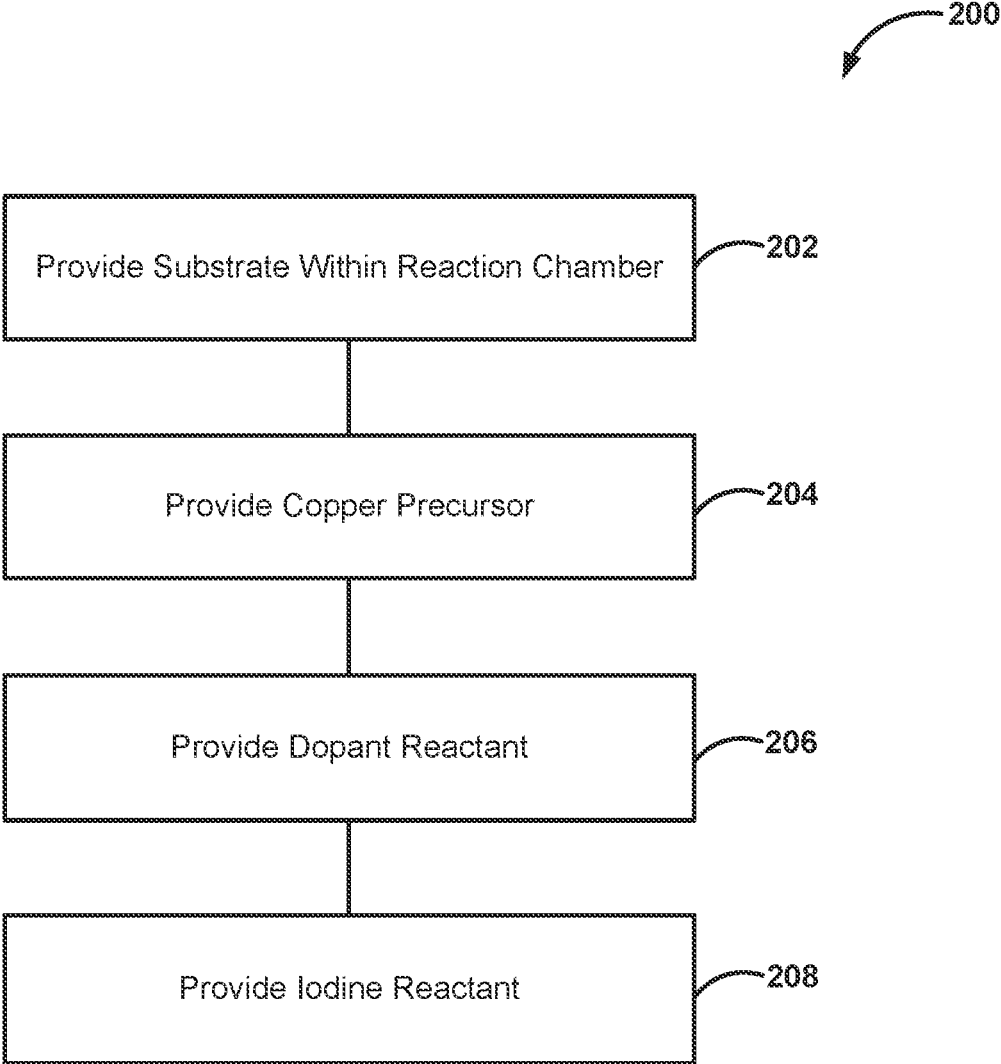 200
Provide Substrate Within Reaction Chamber
202
Provide Copper Precursor
204
Provide Dopant Reactant
206
Provide Iodine Reactant
208